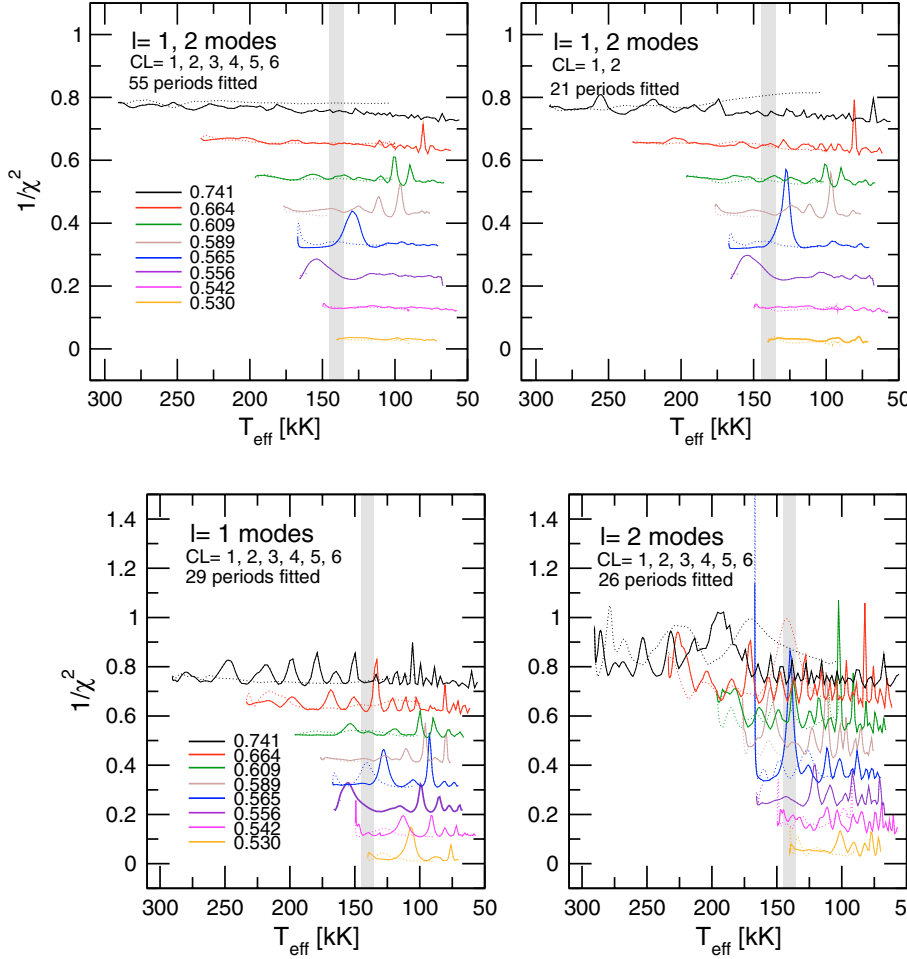 l= 1, 2 modes
CL= 1, 2, 3, 4, 5, 6
55 periods fitted
1/χ²
1
0.8
0.6
0.4
0.2
0
0.741
0.664
0.609
0.589
0.565
0.556
0.542
0.530
300 250 200 150 100 50
T_eff [kK]
l= 1, 2 modes
CL= 1, 2
21 periods fitted
1
0.8
0.6
0.4
0.2
0
300 250 200 150 100 50
T_eff [kK]
l= 1 modes
CL= 1, 2, 3, 4, 5, 6
29 periods fitted
1/χ²
1.4
1.2
1
0.8
0.6
0.4
0.2
0
0.741
0.664
0.609
0.589
0.565
0.556
0.542
0.530
300 250 200 150 100 50
T_eff [kK]
l= 2 modes
CL= 1, 2, 3, 4, 5, 6
26 periods fitted
1/χ²
1.4
1.2
1
0.8
0.6
0.4
0.2
0
300 250 200 150 100 50
T_eff [kK]